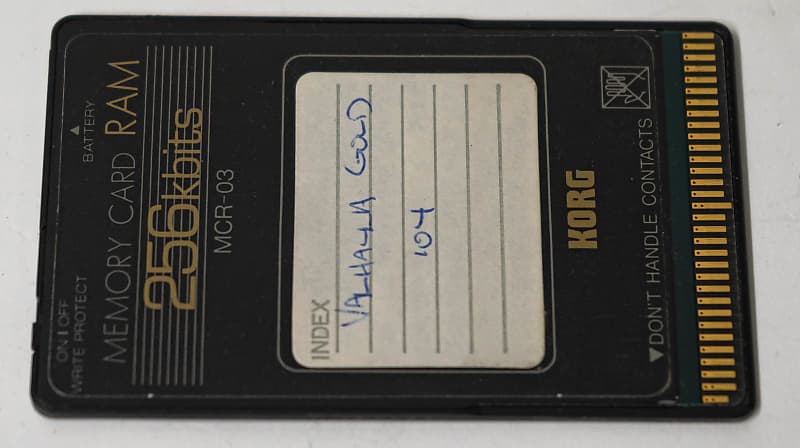 ON | OFF
WRITE PROTECT
▲
BATTERY
MEMORY CARD RAM
256kbits
MCR-03
INDEX
VALHALLA GOLD
104
KORG
▼DON'T HANDLE CONTACTS